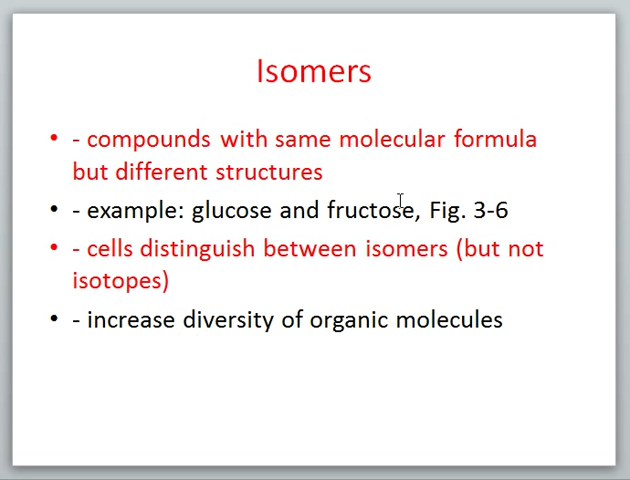 Isomers
• - compounds with same molecular formula
but different structures
• - example: glucose and fructose, Fig. 3-6
• - cells distinguish between isomers (but not
isotopes)
• - increase diversity of organic molecules